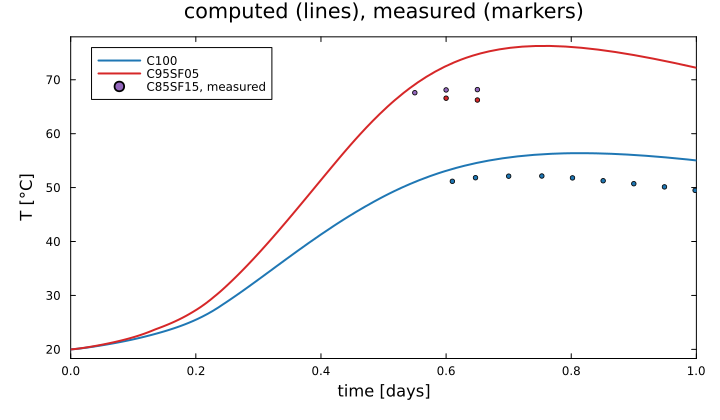 computed (lines), measured (markers)
C100
C95SF05
C85SF15, measured
T [°C]
70
60
50
40
30
20
0.0 0.2 0.4 0.6 0.8 1.0
time [days]